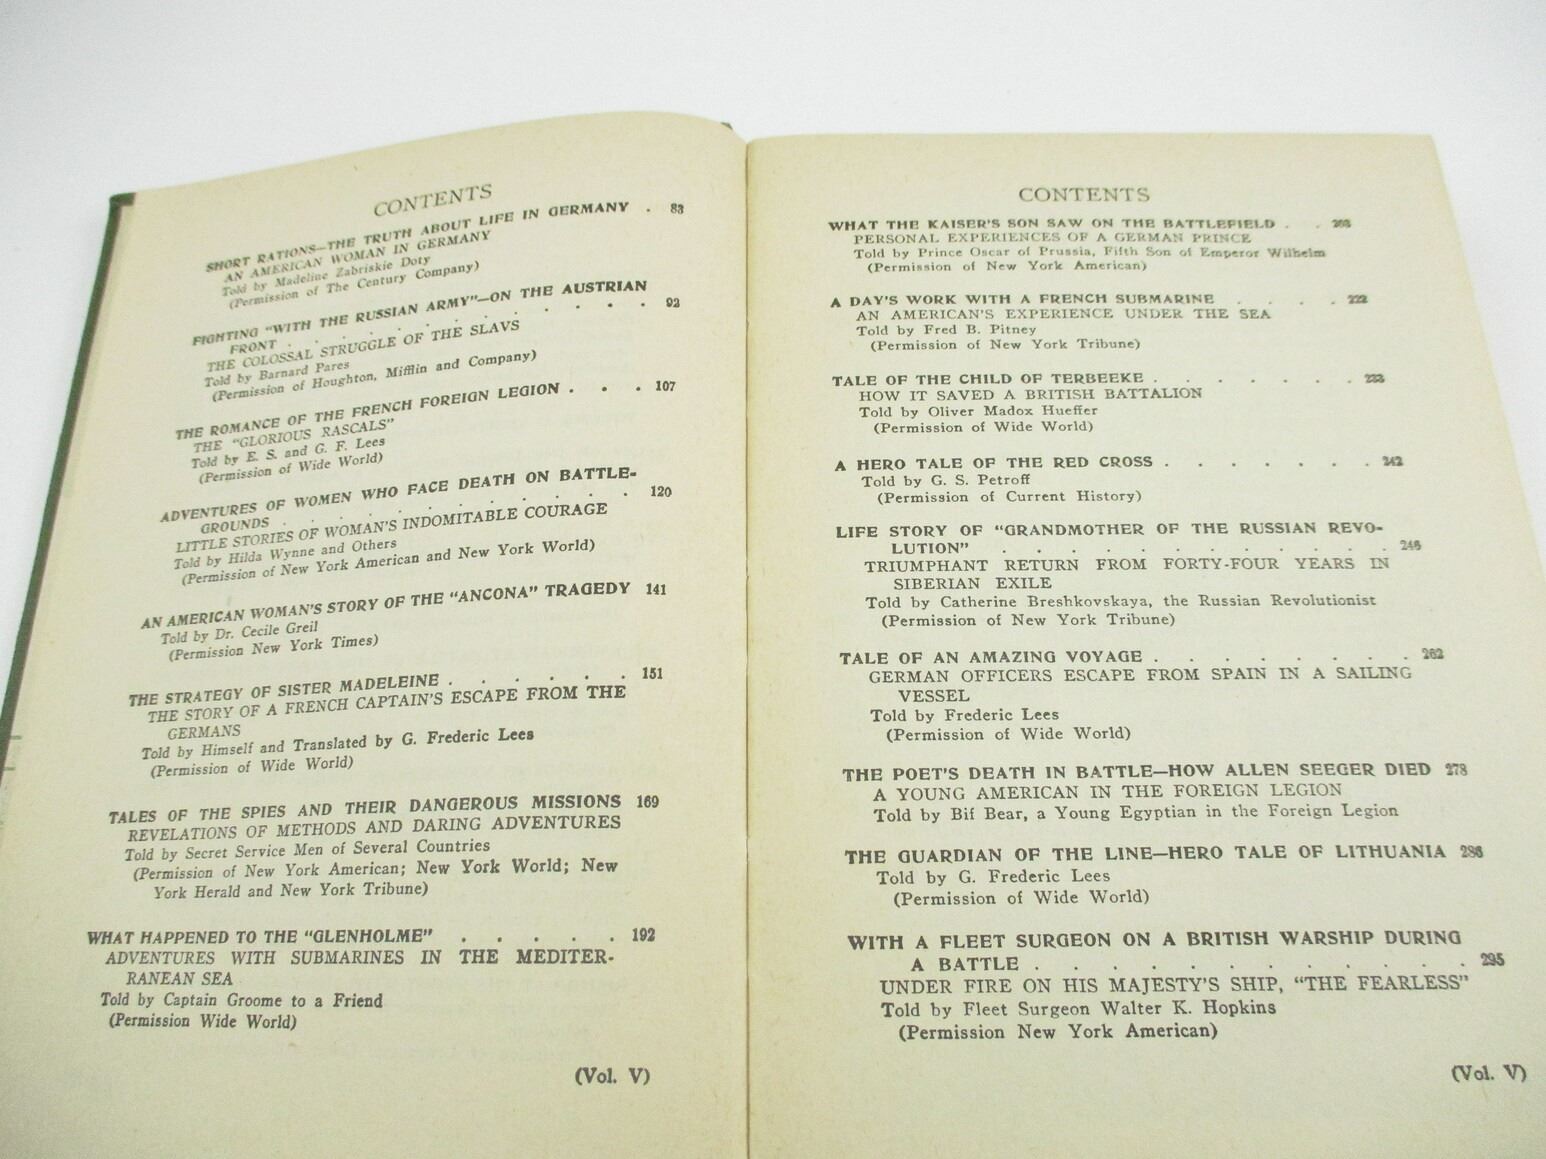 CONTENTS
SHORT RATIONS—THE TRUTH ABOUT LIFE IN GERMANY . 83
AN AMERICAN WOMAN IN GERMANY
Told by Madeline Zabriskie Doty
(Permission of The Century Company)
FIGHTING "WITH THE RUSSIAN ARMY"—ON THE AUSTRIAN
FRONT . . . . . . . . . . . 92
THE COLOSSAL STRUGGLE OF THE SLAVS
Told by Barnard Pares
(Permission of Houghton, Mifflin and Company)
THE ROMANCE OF THE FRENCH FOREIGN LEGION . . . 107
THE "GLORIOUS RASCALS"
Told by E. S. and G. F. Lees
(Permission of Wide World)
ADVENTURES OF WOMEN WHO FACE DEATH ON BATTLE-
GROUNDS . . . . . . . . . . . 120
LITTLE STORIES OF WOMAN'S INDOMITABLE COURAGE
Told by Hilda Wynne and Others
(Permission of New York American and New York World)
AN AMERICAN WOMAN'S STORY OF THE "ANCONA" TRAGEDY 141
Told by Dr. Cecile Greil
(Permission New York Times)
THE STRATEGY OF SISTER MADELEINE . . . . . . 151
THE STORY OF A FRENCH CAPTAIN'S ESCAPE FROM THE
GERMANS
Told by Himself and Translated by G. Frederic Lees
(Permission of Wide World)
TALES OF THE SPIES AND THEIR DANGEROUS MISSIONS 169
REVELATIONS OF METHODS AND DARING ADVENTURES
Told by Secret Service Men of Several Countries
(Permission of New York American; New York World; New
York Herald and New York Tribune)
WHAT HAPPENED TO THE "GLENHOLME" . . . . . 192
ADVENTURES WITH SUBMARINES IN THE MEDITER-
RANEAN SEA
Told by Captain Groome to a Friend
(Permission Wide World)
(Vol. V)
CONTENTS
WHAT THE KAISER'S SON SAW ON THE BATTLEFIELD . .
PERSONAL EXPERIENCES OF A GERMAN PRINCE
Told by Prince Oscar of Prussia, Fifth Son of Emperor Wilhelm
(Permission of New York American)
A DAY'S WORK WITH A FRENCH SUBMARINE . . . . 222
AN AMERICAN'S EXPERIENCE UNDER THE SEA
Told by Fred B. Pitney
(Permission of New York Tribune)
TALE OF THE CHILD OF TERBEEKE . . . . . . .
HOW IT SAVED A BRITISH BATTALION
Told by Oliver Madox Hueffer
(Permission of Wide World)
A HERO TALE OF THE RED CROSS . . . . . . . 242
Told by G. S. Petroff
(Permission of Current History)
LIFE STORY OF "GRANDMOTHER OF THE RUSSIAN REVO-
LUTION" . . . . . . . . . . . . 246
TRIUMPHANT RETURN FROM FORTY-FOUR YEARS IN
SIBERIAN EXILE
Told by Catherine Breshkovskaya, the Russian Revolutionist
(Permission of New York Tribune)
TALE OF AN AMAZING VOYAGE . . . . . . . . 262
GERMAN OFFICERS ESCAPE FROM SPAIN IN A SAILING
VESSEL
Told by Frederic Lees
(Permission of Wide World)
THE POET'S DEATH IN BATTLE—HOW ALLEN SEEGER DIED 278
A YOUNG AMERICAN IN THE FOREIGN LEGION
Told by Bif Bear, a Young Egyptian in the Foreign Legion
THE GUARDIAN OF THE LINE—HERO TALE OF LITHUANIA 286
Told by G. Frederic Lees
(Permission of Wide World)
WITH A FLEET SURGEON ON A BRITISH WARSHIP DURING
A BATTLE . . . . . . . . . . . . 295
UNDER FIRE ON HIS MAJESTY'S SHIP, "THE FEARLESS"
Told by Fleet Surgeon Walter K. Hopkins
(Permission New York American)
(Vol. V)